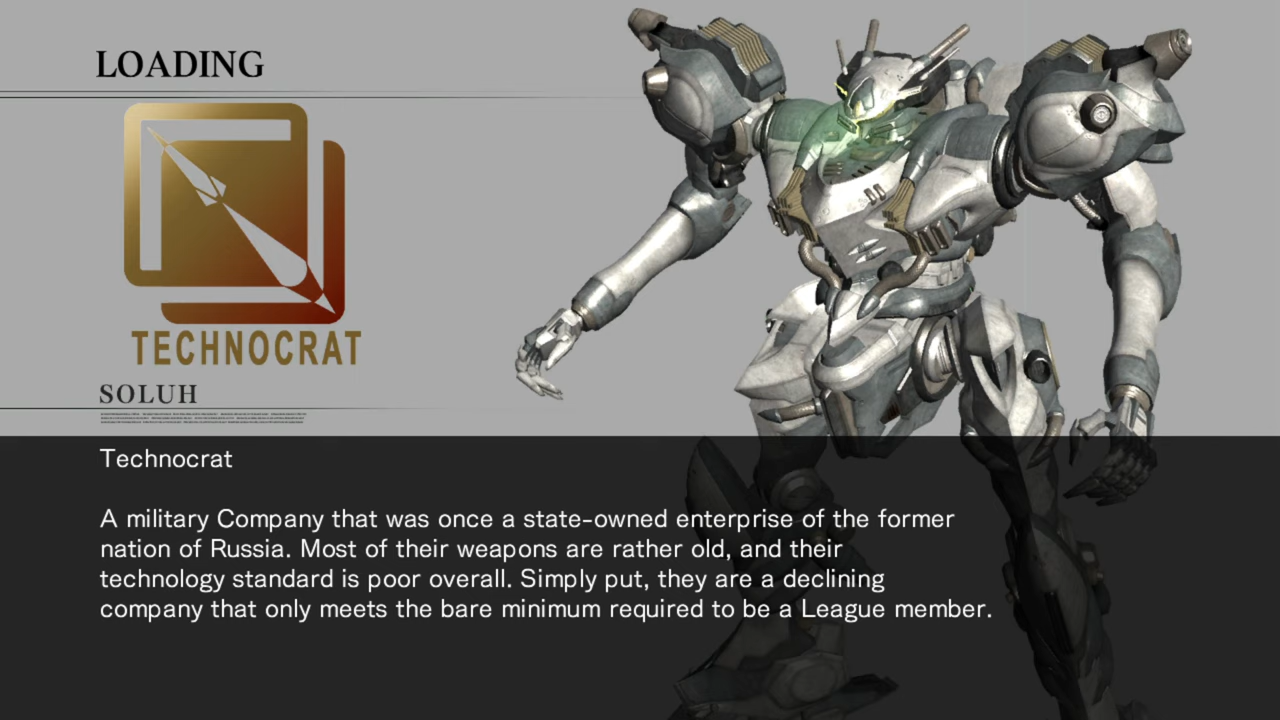 LOADING
TECHNOCRAT
SOLUH
Technocrat
A military Company that was once a state-owned enterprise of the former
nation of Russia. Most of their weapons are rather old, and their
technology standard is poor overall. Simply put, they are a declining
company that only meets the bare minimum required to be a League member.